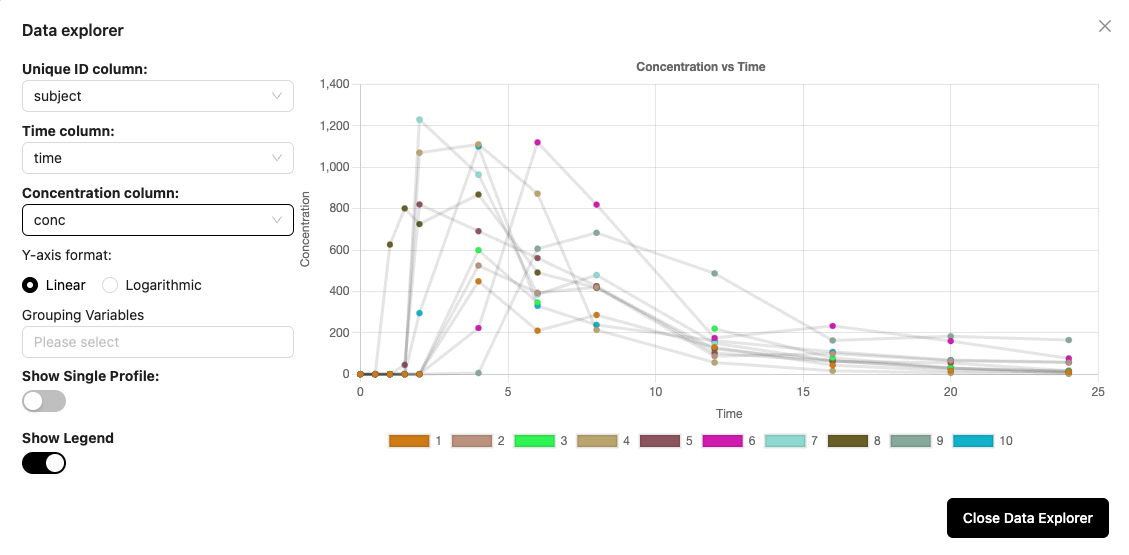 Data explorer
Unique ID column:
subject
Time column:
time
Concentration column:
conc
Y-axis format:
Linear
Logarithmic
Grouping Variables
Please select
Show Single Profile:
Show Legend
Concentration vs Time
Concentration
1,400
1,200
1,000
800
600
400
200
0
0 5 10 15 20 25
Time
1 2 3 4 5 6 7 8 9 10
Close Data Explorer